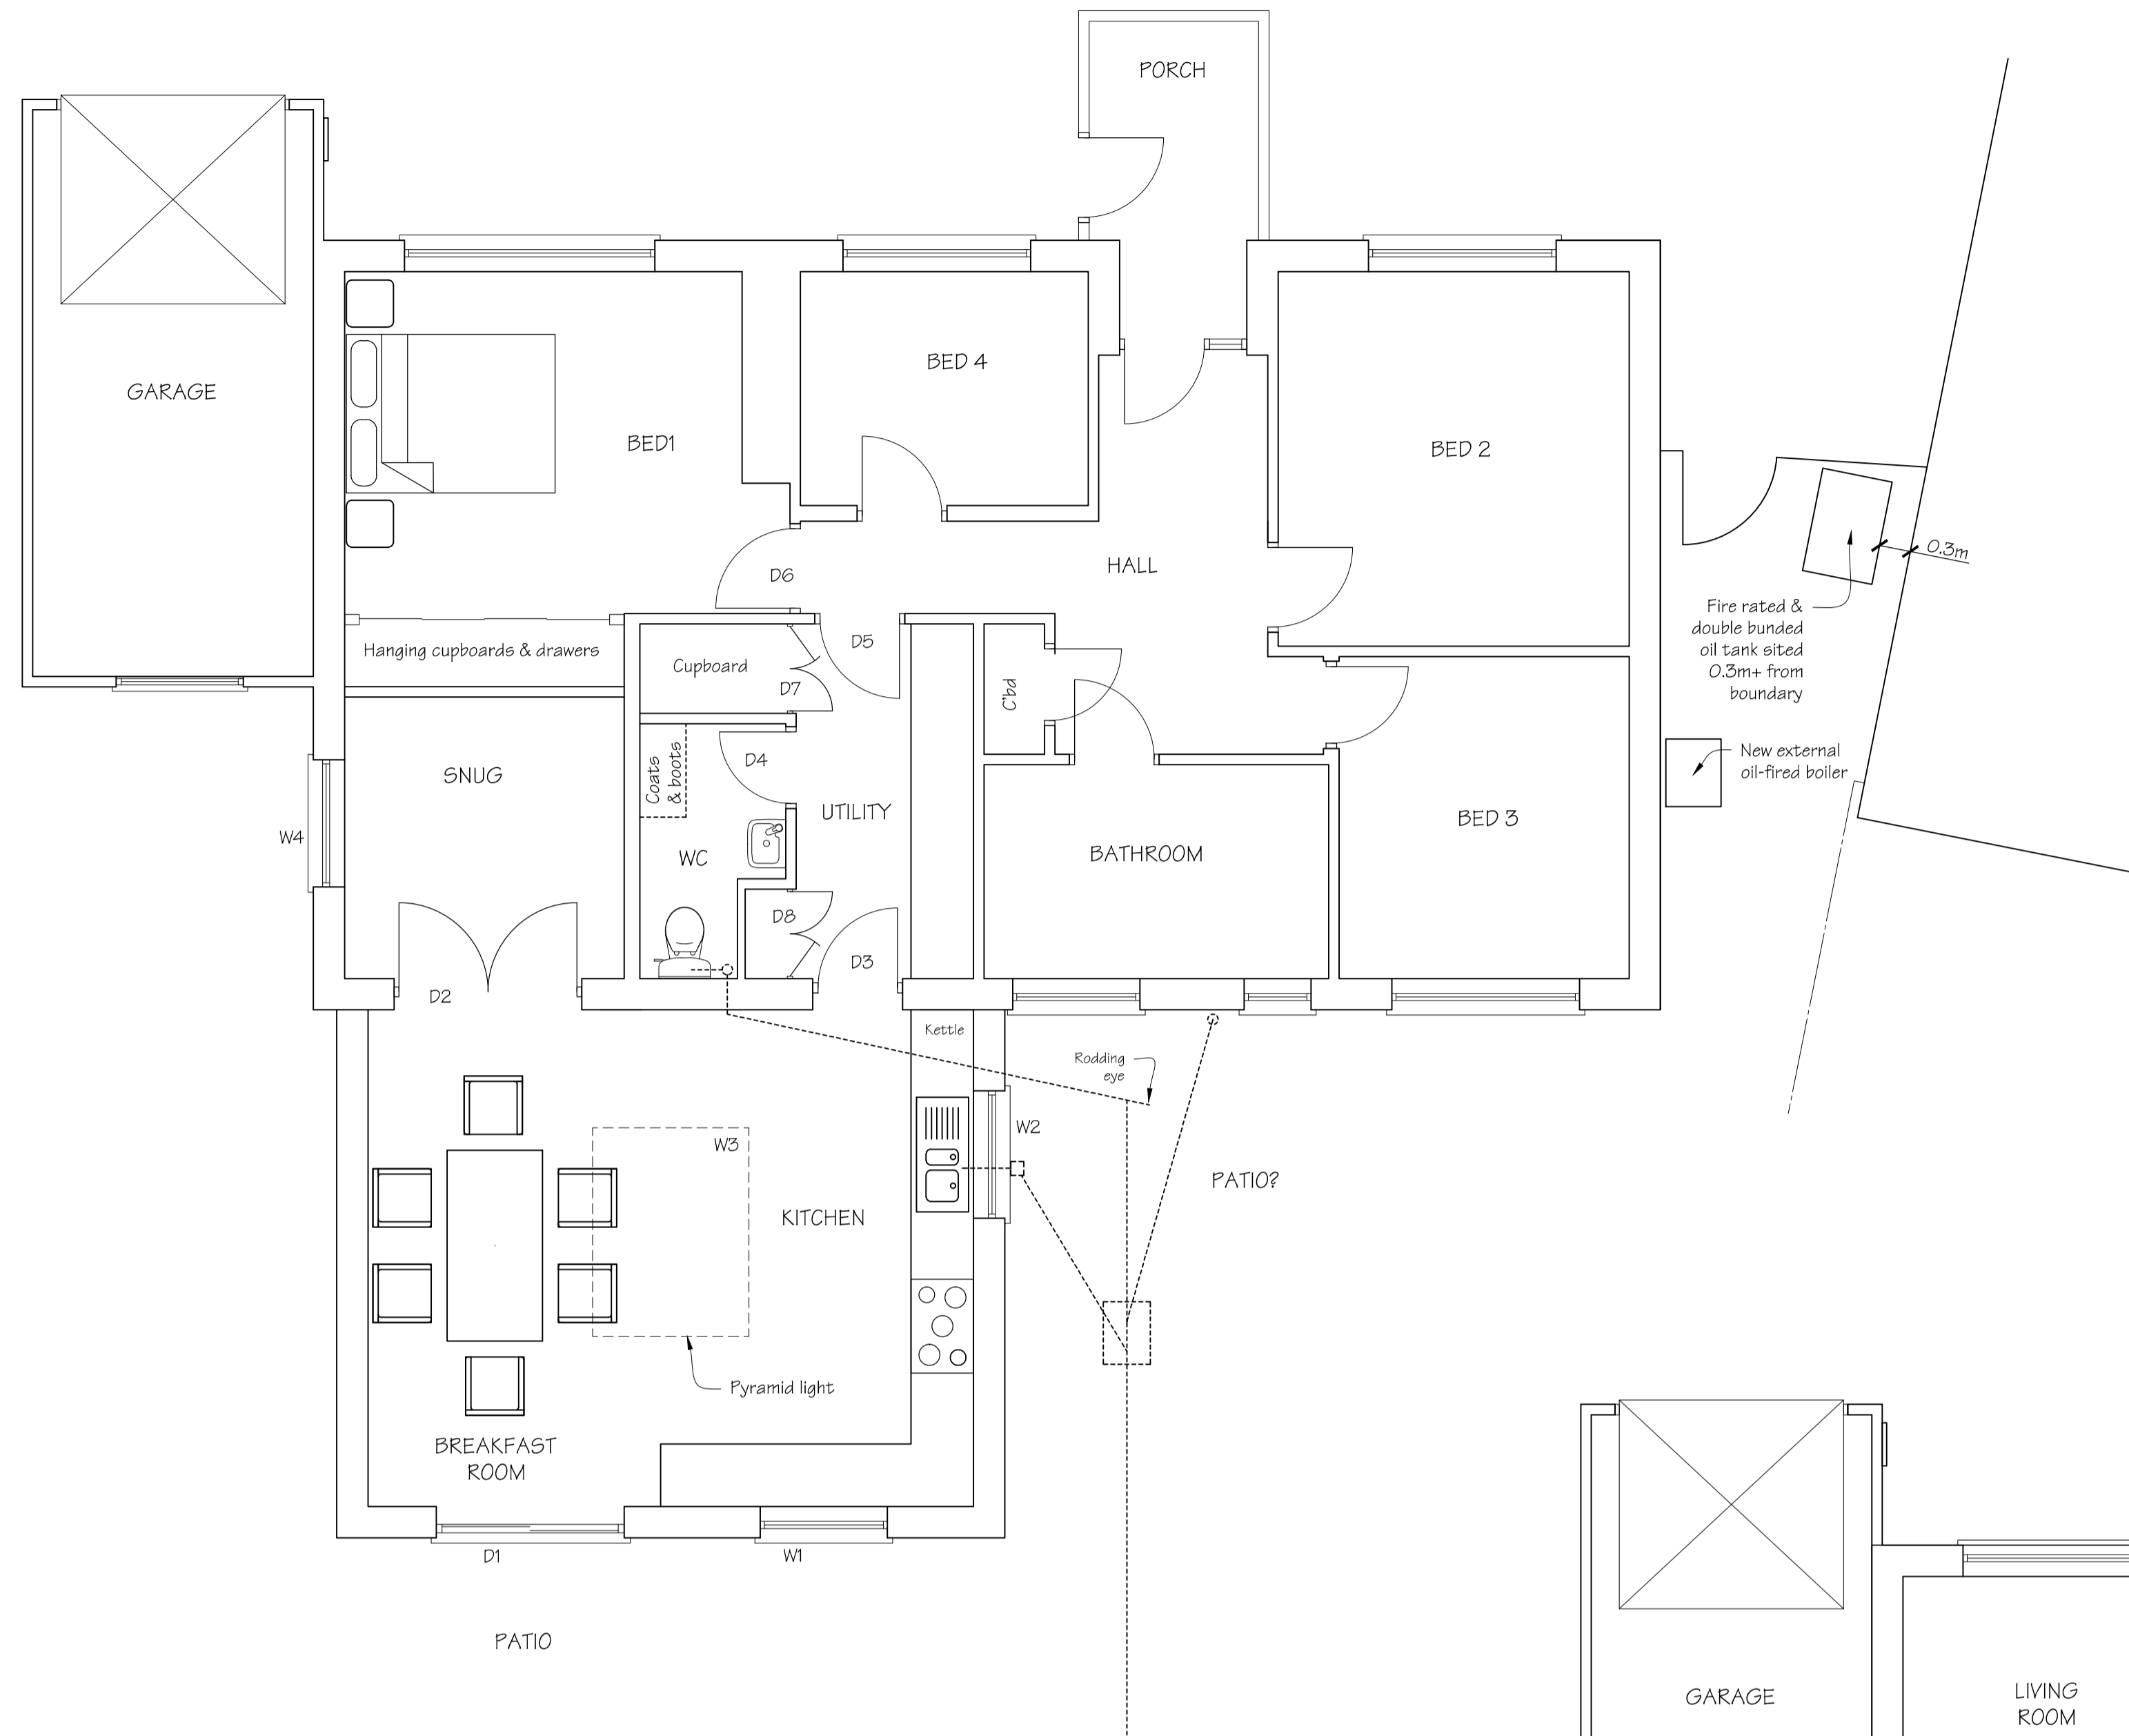 PORCH
GARAGE
BED1
BED 4
BED 2
HALL
D6
D5
0.3m
Fire rated &
double bunded
oil tank sited
0.3m+ from
boundary
Hanging cupboards & drawers
Cupboard
D7
C'bd
New external
oil-fired boiler
SNUG
Coats
& boots
D4
W4
UTILITY
WC
BATHROOM
BED 3
D8
D3
D2
Kettle
Rodding
eye
W2
W3
PATIO?
KITCHEN
Pyramid light
BREAKFAST
ROOM
D1
W1
PATIO
GARAGE
LIVING
ROOM